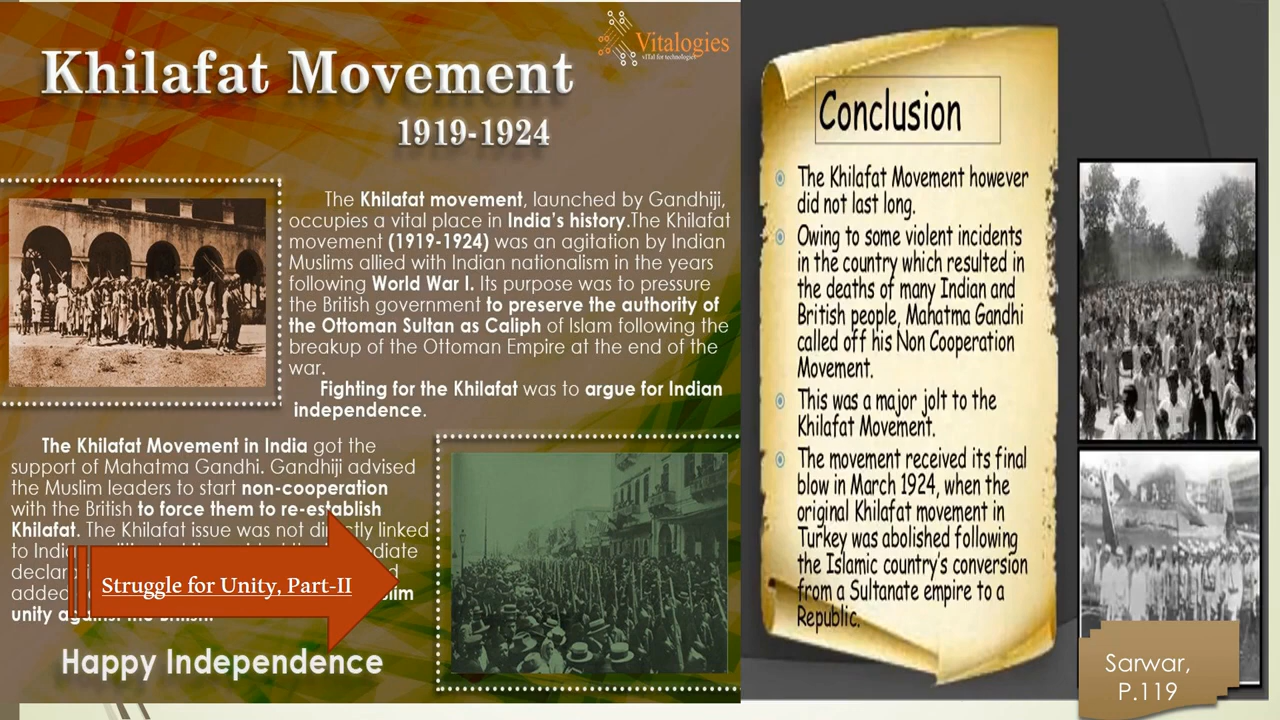 Khilafat Movement
1919-1924
Vitalogies
vITal for technologies
The Khilafat movement, launched by Gandhiji,
occupies a vital place in India's history.The Khilafat
movement (1919-1924) was an agitation by Indian
Muslims allied with Indian nationalism in the years
following World War I. Its purpose was to pressure
the British government to preserve the authority of
the Ottoman Sultan as Caliph of Islam following the
breakup of the Ottoman Empire at the end of the
war.
Fighting for the Khilafat was to argue for Indian
independence.
The Khilafat Movement in India got the
support of Mahatma Gandhi. Gandhiji advised
the Muslim leaders to start non-cooperation
with the British to force them to re-establish
Khilafat. The Khilafat issue was not directly linked
to
added
unity against the British.
Struggle for Unity, Part-II
Happy Independence
Conclusion
The Khilafat Movement however
did not last long.
Owing to some violent incidents
in the country which resulted in
the deaths of many Indian and
British people, Mahatma Gandhi
called off his Non Cooperation
Movement.
This was a major jolt to the
Khilafat Movement.
The movement received its final
blow in March 1924, when the
original Khilafat movement in
Turkey was abolished following
the Islamic country's conversion
from a Sultanate empire to a
Republic.
Sarwar,
P.119